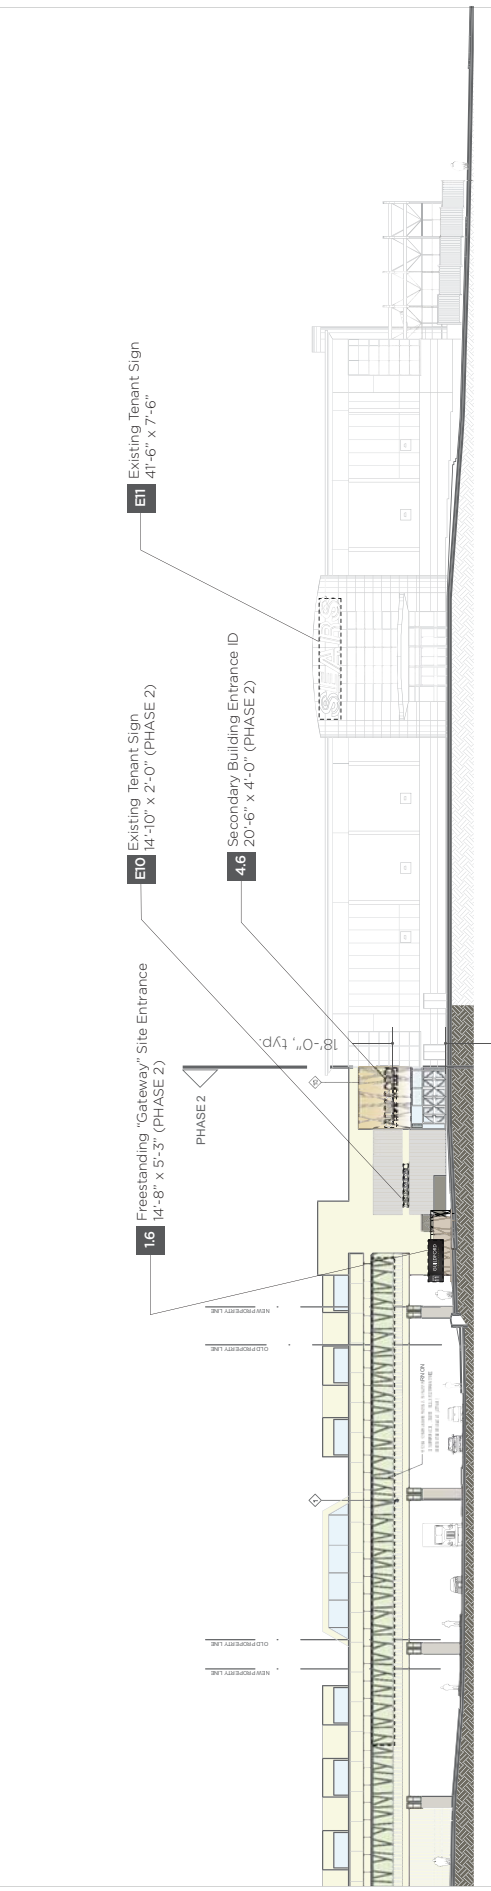 1.6
Freestanding "Gateway" Site Entrance
14'-8" x 5'-3" (PHASE 2)
E10
Existing Tenant Sign
14'-10" x 2'-0" (PHASE 2)
4.6
Secondary Building Entrance ID
20'-6" x 4'-0" (PHASE 2)
E11
Existing Tenant Sign
41'-6" x 7'-6"
PHASE 2
18'-0", typ.
SEARS
GUILDFORD
NEW PROPERTY LINE
OLD PROPERTY LINE
1
OLD PROPERTY LINE
NEW PROPERTY LINE